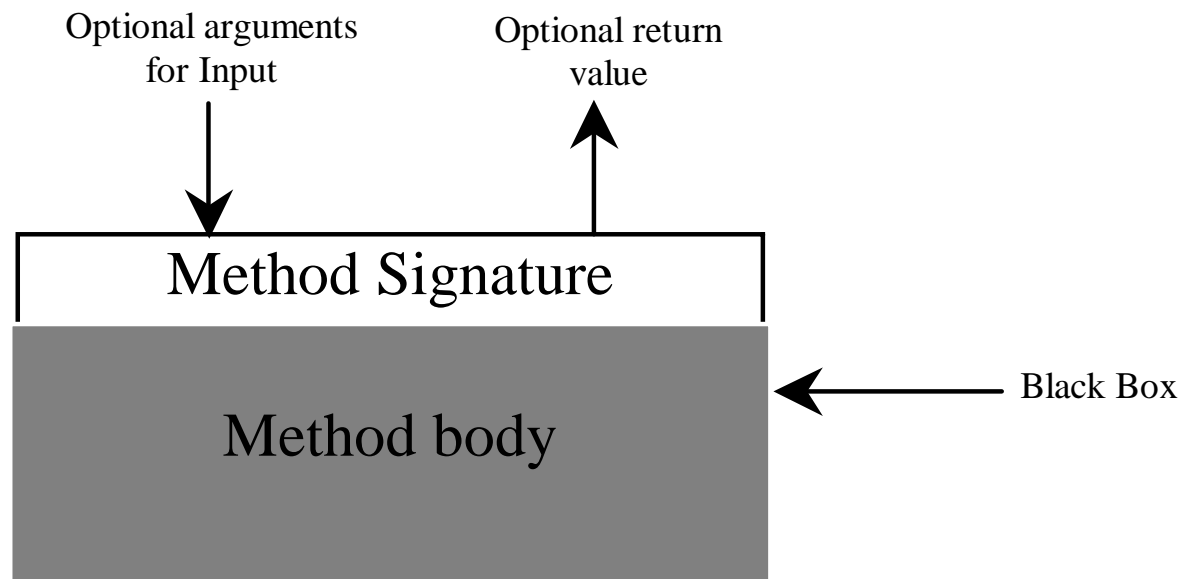 Optional arguments
for Input
Optional return
value
Method Signature
Black Box
Method body